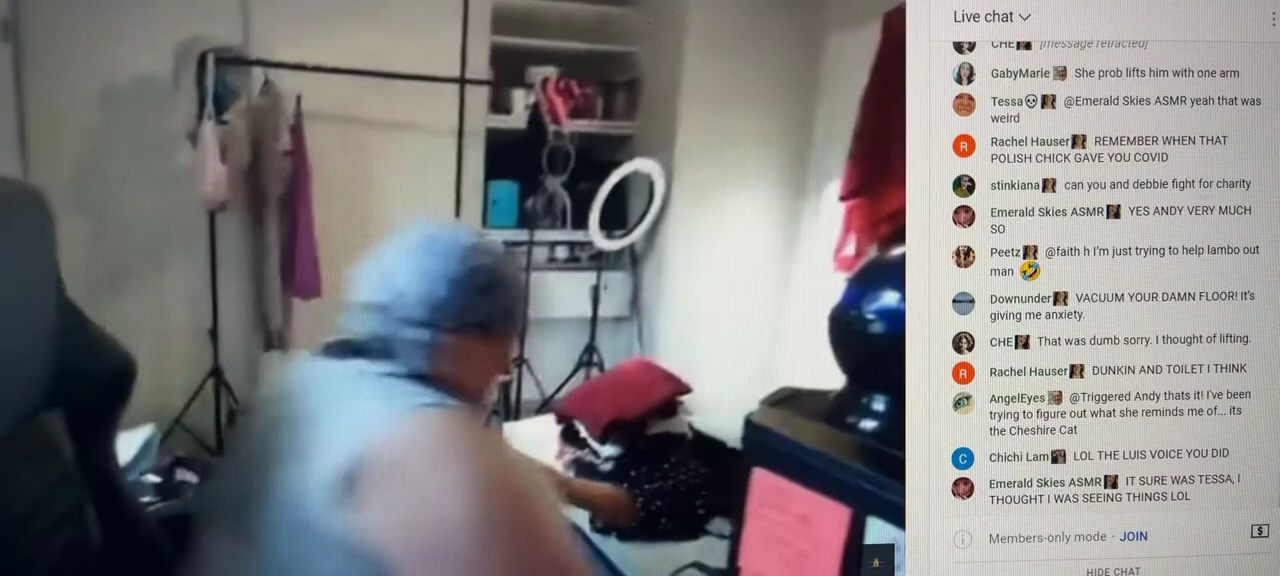 Live chat
CHE [message retracted]
GabyMarie She prob lifts him with one arm
Tessa💀 @Emerald Skies ASMR yeah that was
weird
R Rachel Hauser REMEMBER WHEN THAT
POLISH CHICK GAVE YOU COVID
stinkiana can you and debbie fight for charity
Emerald Skies ASMR YES ANDY VERY MUCH
SO
Peetz @faith h I'm just trying to help lambo out
man 🤣
Downunder VACUUM YOUR DAMN FLOOR! It's
giving me anxiety.
CHE That was dumb sorry. I thought of lifting.
R Rachel Hauser DUNKIN AND TOILET I THINK
AngelEyes @Triggered Andy thats it! I've been
trying to figure out what she reminds me of... its
the Cheshire Cat
C Chichi Lam LOL THE LUIS VOICE YOU DID
Emerald Skies ASMR IT SURE WAS TESSA, I
THOUGHT I WAS SEEING THINGS LOL
Members-only mode · JOIN
$
HIDE CHAT